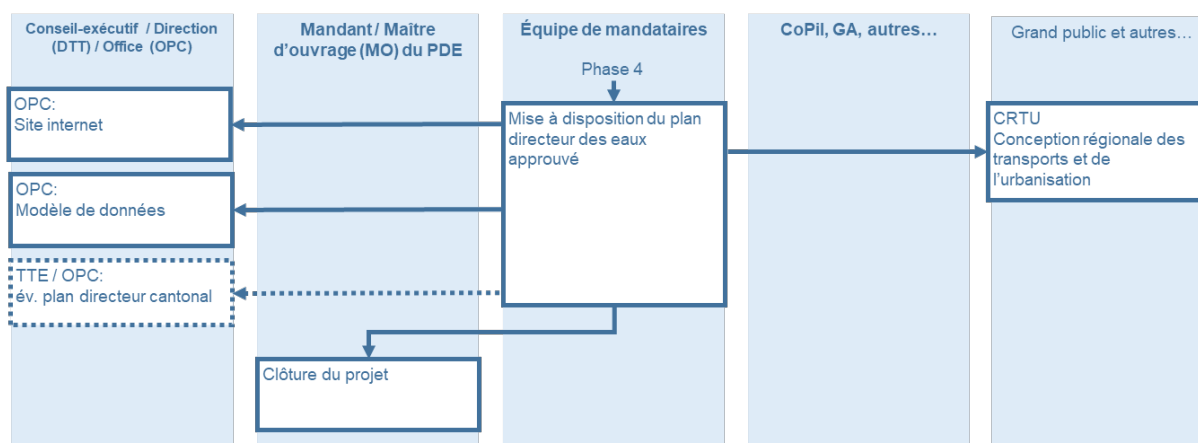 Conseil-exécutif / Direction
(DTT) / Office (OPC)
Mandant / Maître
d'ouvrage (MO) du PDE
Équipe de mandataires
CoPil, GA, autres…
Grand public et autres…
Phase 4
OPC:
Site internet
Mise à disposition du plan
directeur des eaux
approuvé
CRTU
Conception régionale des
transports et de
l'urbanisation
OPC:
Modèle de données
TTE / OPC:
év. plan directeur cantonal
Clôture du projet